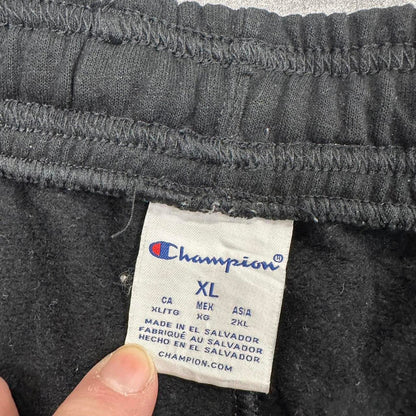 Champion®
XL
CA MEX ASIA
XL/TG XG 2XL
MADE IN EL SALVADOR
FABRIQUÉ AU SALVADOR
HECHO EN EL SALVADOR
CHAMPION.COM